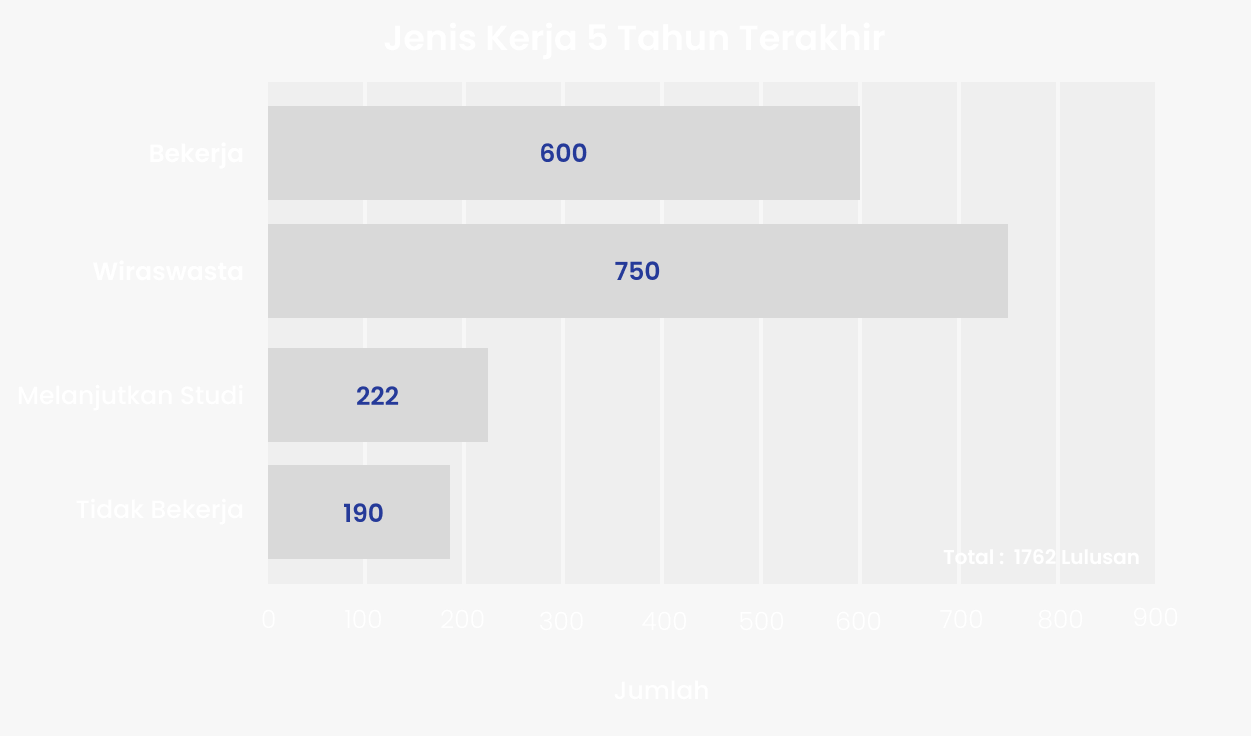 Jenis Kerja 5 Tahun Terakhir
Bekerja
600
Wiraswasta
750
Melanjutkan Studi
222
Tidak Bekerja
190
Total : 1762 Lulusan
0 100 200 300 400 500 600 700 800 900
Jumlah